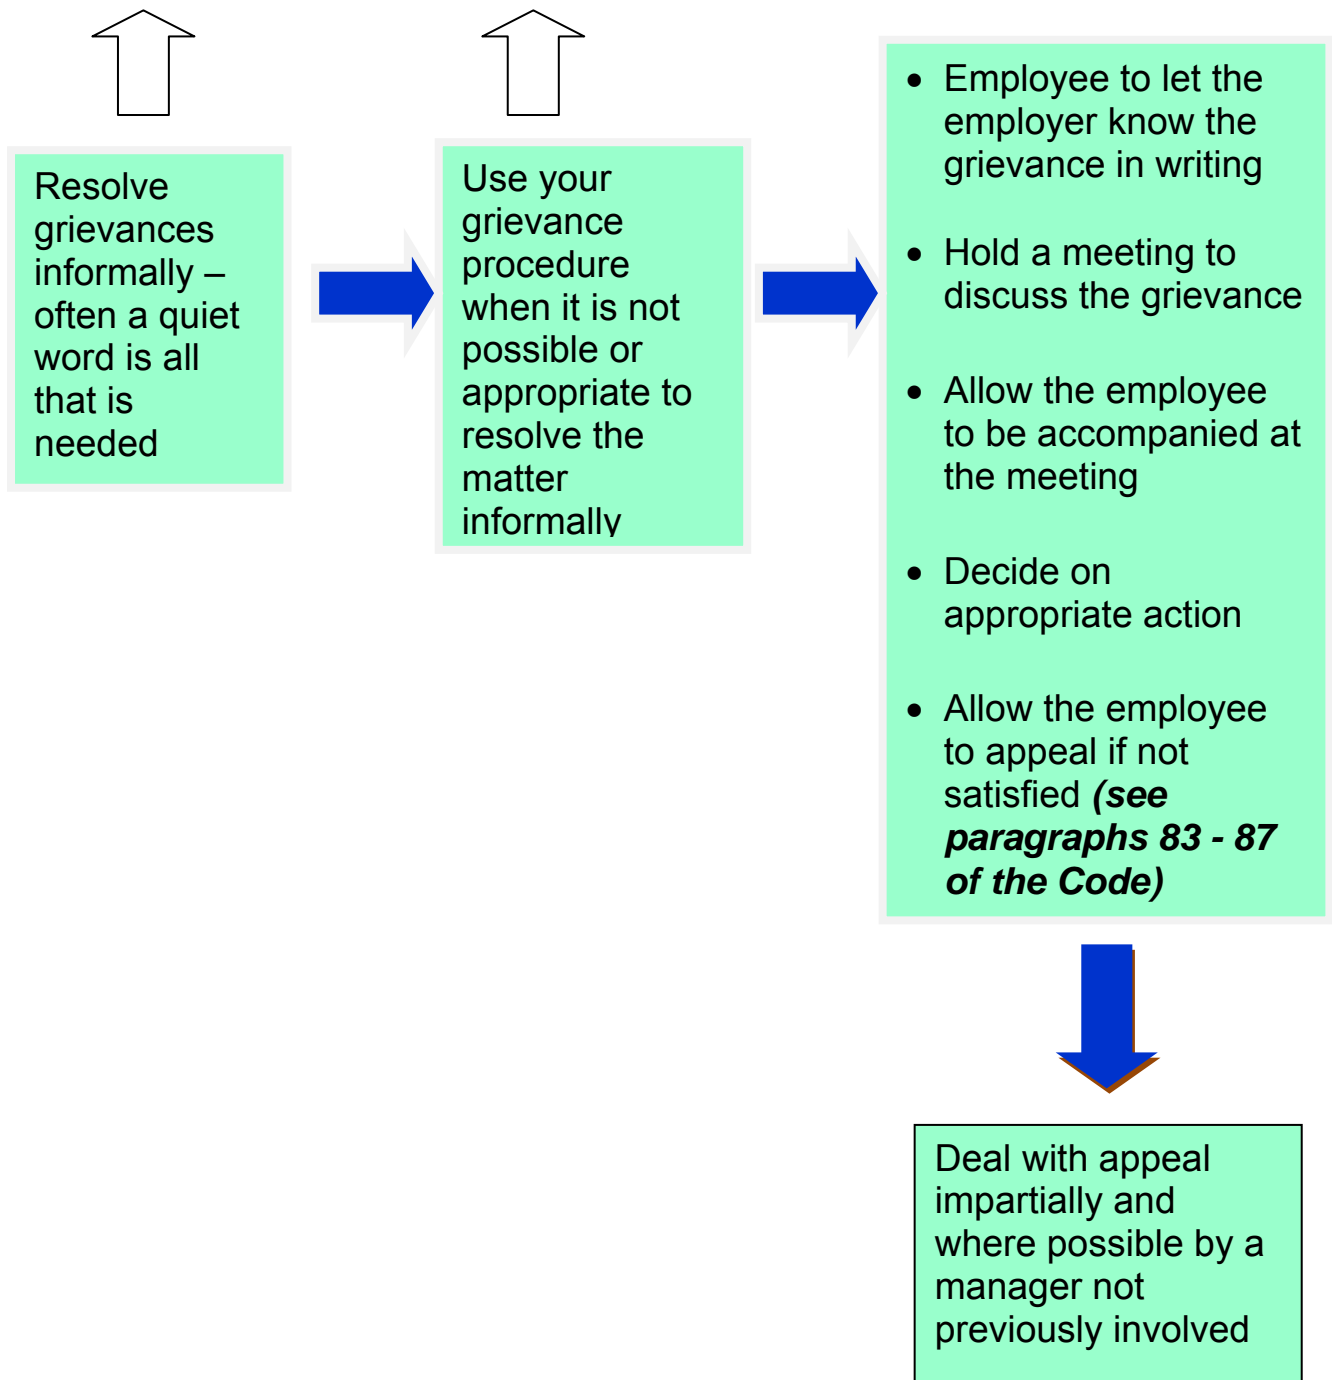 Resolve
grievances
informally –
often a quiet
word is all
that is
needed
Use your
grievance
procedure
when it is not
possible or
appropriate to
resolve the
matter
informally
• Employee to let the
employer know the
grievance in writing
• Hold a meeting to
discuss the grievance
• Allow the employee
to be accompanied at
the meeting
• Decide on
appropriate action
• Allow the employee
to appeal if not
satisfied (see
paragraphs 83 - 87
of the Code)
Deal with appeal
impartially and
where possible by a
manager not
previously involved